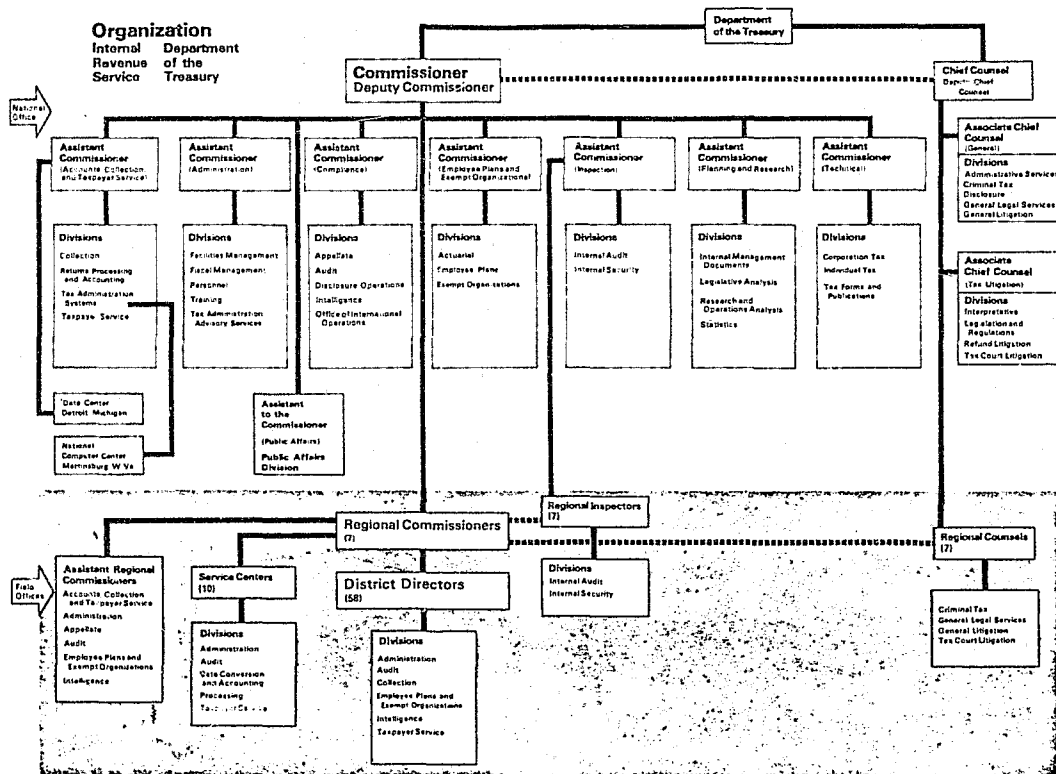 Organization
Internal Department
Revenue of the
Service Treasury
Department
of the Treasury
Commissioner
Deputy Commissioner
Chief Counsel
Deputy Chief
Counsel
National
Office
Assistant
Commissioner
(Accounts, Collection,
and Taxpayer Service)
Assistant
Commissioner
(Administration)
Assistant
Commissioner
(Compliance)
Assistant
Commissioner
(Employee Plans and
Exempt Organizations)
Assistant
Commissioner
(Inspection)
Assistant
Commissioner
(Planning and Research)
Assistant
Commissioner
(Technical)
Associate Chief
Counsel
(General)
Divisions
Administrative Services
Criminal Tax
Disclosure
General Legal Services
General Litigation
Divisions
Collection
Returns Processing
and Accounting
Tax Administration
Systems
Taxpayer Service
Divisions
Facilities Management
Fiscal Management
Personnel
Training
Tax Administration
Advisory Services
Divisions
Appellate
Audit
Disclosure Operations
Intelligence
Office of International
Operations
Divisions
Actuarial
Employee Plans
Exempt Organizations
Divisions
Internal Audit
Internal Security
Divisions
Internal Management
Documents
Legislative Analysis
Research and
Operations Analysis
Statistics
Divisions
Corporation Tax
Individual Tax
Tax Forms and
Publications
Associate
Chief Counsel
(Tax Litigation)
Divisions
Interpretative
Legislation and
Regulations
Refund Litigation
Tax Court Litigation
Data Center
Detroit Michigan
National
Computer Center
Martinsburg W Va
Assistant
to the
Commissioner
(Public Affairs)
Public Affairs
Division
Regional Inspectors
(7)
Regional Commissioners
(7)
Regional Counsels
(7)
Field
Offices
Assistant Regional
Commissioners
Accounts Collection
and Taxpayer Service
Administration
Appellate
Audit
Employee Plans and
Exempt Organizations
Intelligence
Service Centers
(10)
District Directors
(58)
Divisions
Internal Audit
Internal Security
Divisions
Administration
Audit
Data Conversion
and Accounting
Processing
Taxpayer Service
Divisions
Administration
Audit
Collection
Employee Plans and
Exempt Organizations
Intelligence
Taxpayer Service
Criminal Tax
General Legal Services
General Litigation
Tax Court Litigation